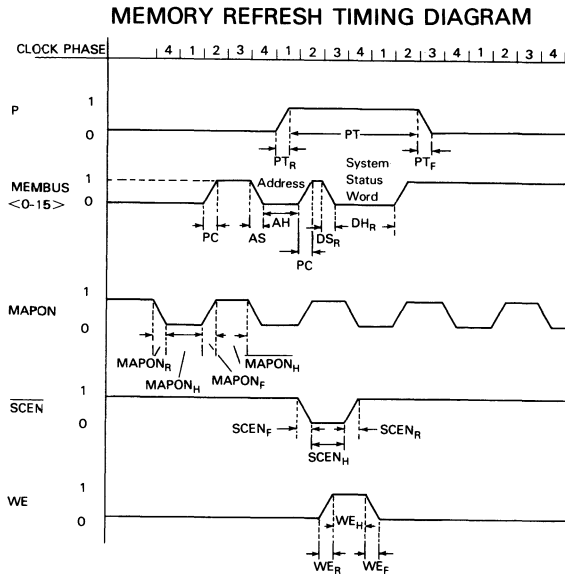 MEMORY REFRESH TIMING DIAGRAM
CLOCK PHASE 4 1 2 3 4 1 2 3 4 1 2 3 4 1 2 3 4
P 1
0
PT
PTR PTF
MEMBUS <0-15> 1
0
Address
System
Status
Word
PC AS AH DSR DHR
PC
MAPON 1
0
MAPONR MAPONH
MAPONH MAPONF
SCEN 1
0
SCENF SCENR
SCENH
WE 1
0
WEH
WER WEF